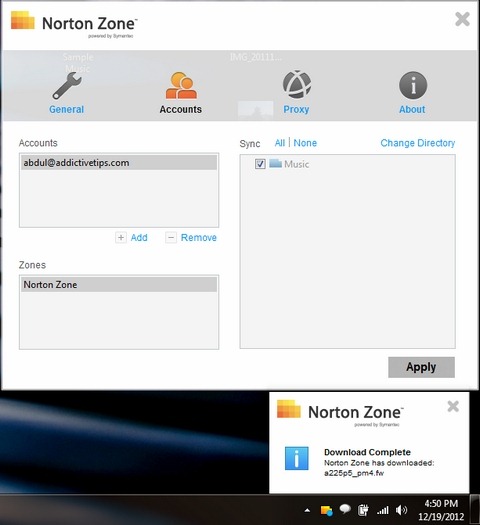 Norton Zone™
powered by Symantec
Sample
Music
IMG_20111...
General
Accounts
Proxy
About
Accounts
Sync All | None Change Directory
abdul@addictivetips.com
Music
Add Remove
Zones
Norton Zone
Apply
Norton Zone™
powered by Symantec
Download Complete
Norton Zone has downloaded:
a225p5_pm4.fw
4:50 PM
12/19/2012